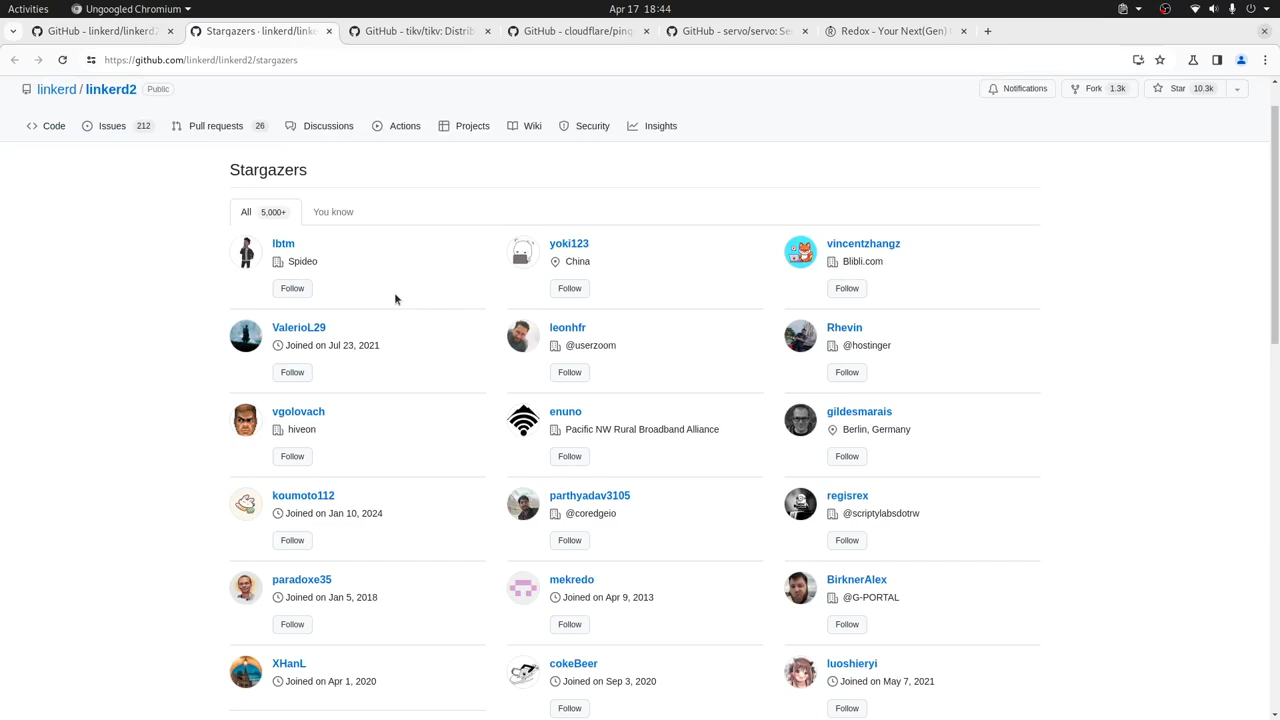 Activities
Ungoogled Chromium
Apr 17 18:44
GitHub - linkerd/linkerd2
Stargazers · linkerd/linke
GitHub - tikv/tikv: Distrib
GitHub - cloudflare/ping
GitHub - servo/servo: Se
Redox - Your Next(Gen)
https://github.com/linkerd/linkerd2/stargazers
linkerd / linkerd2 Public
Notifications
Fork 1.3k
Star 10.3k
Code
Issues 212
Pull requests 26
Discussions
Actions
Projects
Wiki
Security
Insights
Stargazers
All 5,000+
You know
lbtm
Spideo
Follow
yoki123
China
Follow
vincentzhangz
Blibli.com
Follow
ValerioL29
Joined on Jul 23, 2021
Follow
leonhfr
@userzoom
Follow
Rhevin
@hostinger
Follow
vgolovach
hiveon
Follow
enuno
Pacific NW Rural Broadband Alliance
Follow
gildesmarais
Berlin, Germany
Follow
koumoto112
Joined on Jan 10, 2024
Follow
parthyadav3105
@coredgeio
Follow
regisrex
@scriptylabsdotrw
Follow
paradoxe35
Joined on Jan 5, 2018
Follow
mekredo
Joined on Apr 9, 2013
Follow
BirknerAlex
@G-PORTAL
Follow
XHanL
Joined on Apr 1, 2020
cokeBeer
Joined on Sep 3, 2020
Follow
luoshieryi
Joined on May 7, 2021
Follow